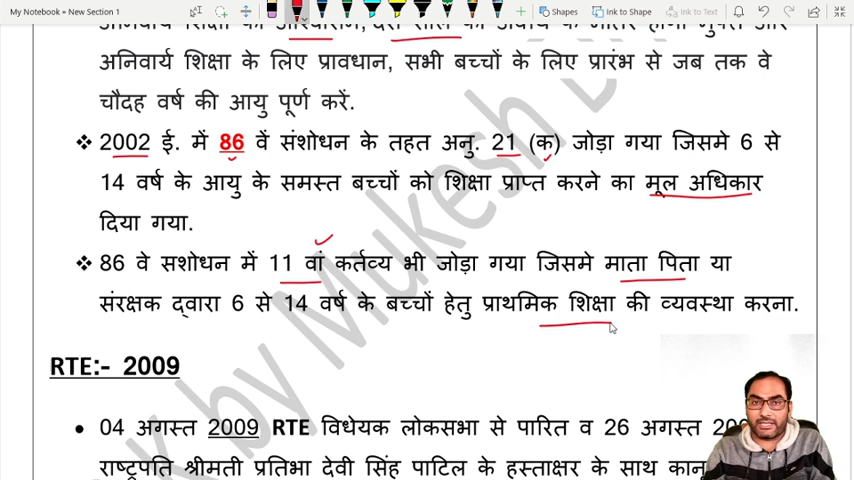 My Notebook » New Section 1
Shapes
Ink to Shape
Ink to Text
अनिवार्य शिक्षा
अनिवार्य शिक्षा के लिए प्रावधान, सभी बच्चों के लिए प्रारंभ से जब तक वे
चौदह वर्ष की आयु पूर्ण करें.
❖ 2002 ई. में 86 वें संशोधन के तहत अनु. 21 (क) जोड़ा गया जिसमे 6 से
14 वर्ष के आयु के समस्त बच्चों को शिक्षा प्राप्त करने का मूल अधिकार
दिया गया.
❖ 86 वे सशोधन में 11 वां कर्तव्य भी जोड़ा गया जिसमे माता पिता या
संरक्षक द्वारा 6 से 14 वर्ष के बच्चों हेतु प्राथमिक शिक्षा की व्यवस्था करना.
RTE:- 2009
• 04 अगस्त 2009 RTE विधेयक लोकसभा से पारित व 26 अगस्त
राष्ट्रपति श्रीमती प्रतिभा देवी सिंह पाटिल के हस्ताक्षर के साथ
by Mukesh